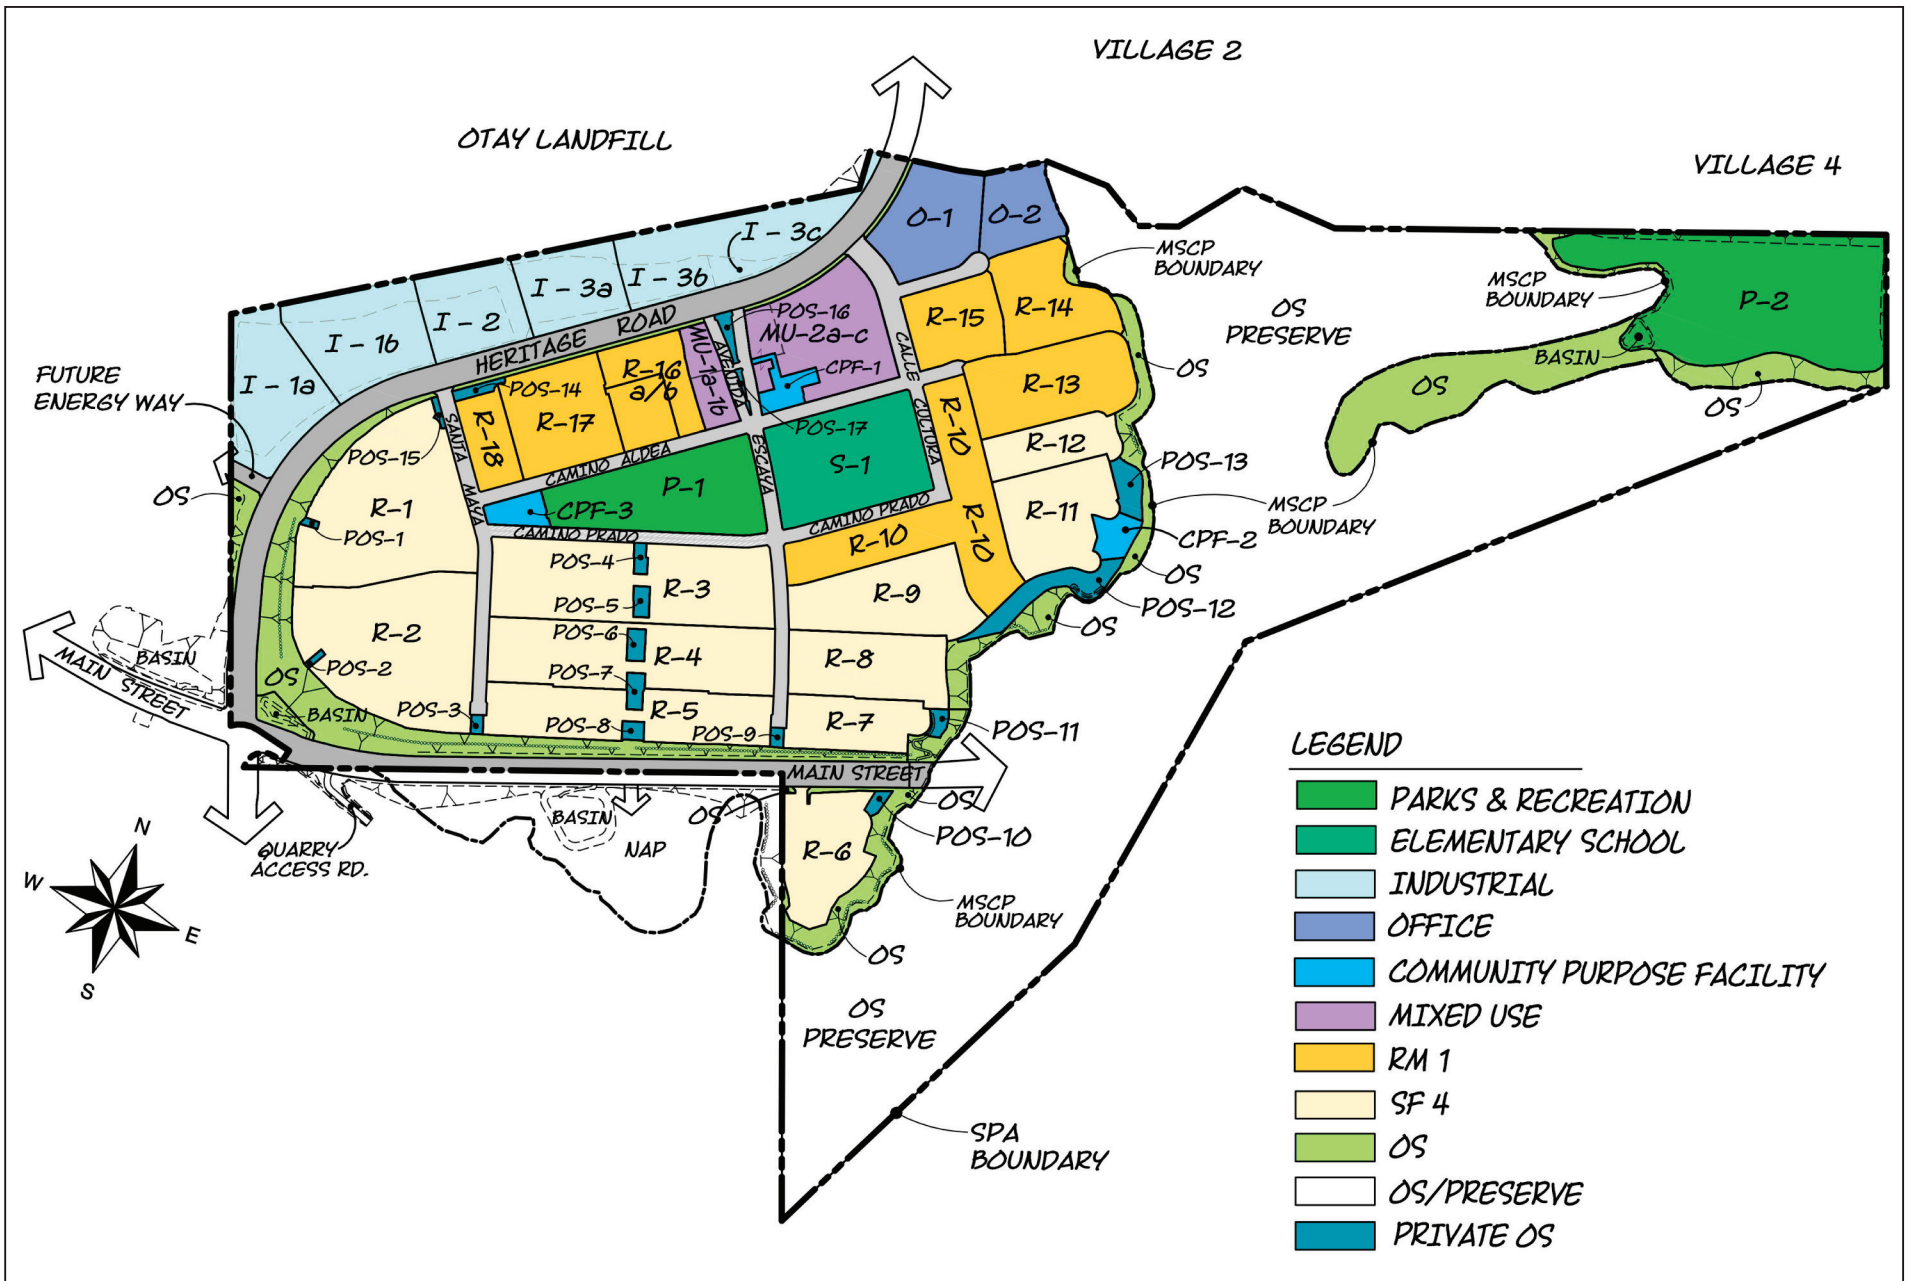 VILLAGE 2
OTAY LANDFILL
VILLAGE 4
O-1
O-2
I - 3c
I - 3b
I - 3a
I - 2
I - 1b
I - 1a
HERITAGE ROAD
MSCP
BOUNDARY
MSCP
BOUNDARY
OS
PRESERVE
P-2
BASIN
OS
OS
OS
FUTURE
ENERGY WAY
POS-16
MU-2a-c
MU-1a-1b
AVENIDA
ESCAYA
CPF-1
CALLE
CULTURA
R-15
R-14
R-13
R-12
R-11
R-10
R-10
R-10
R-16
a/b
R-17
R-18
POS-14
POS-15
POS-17
SANTA
MAYA
CAMINO ALDEA
S-1
P-1
CPF-3
CAMINO PRADO
CAMINO PRADO
POS-13
MSCP
BOUNDARY
CPF-2
OS
POS-12
OS
OS
R-1
POS-1
R-2
POS-2
OS
BASIN
POS-3
POS-4
R-3
POS-5
POS-6
R-4
POS-7
R-5
POS-8
POS-9
R-9
R-8
R-7
POS-11
BASIN
MAIN STREET
MAIN STREET
OS
POS-10
OS
BASIN
NAP
R-6
QUARRY
ACCESS RD.
MSCP
BOUNDARY
OS
OS
PRESERVE
SPA
BOUNDARY
N
W
E
S
LEGEND
PARKS & RECREATION
ELEMENTARY SCHOOL
INDUSTRIAL
OFFICE
COMMUNITY PURPOSE FACILITY
MIXED USE
RM 1
SF 4
OS
OS/PRESERVE
PRIVATE OS